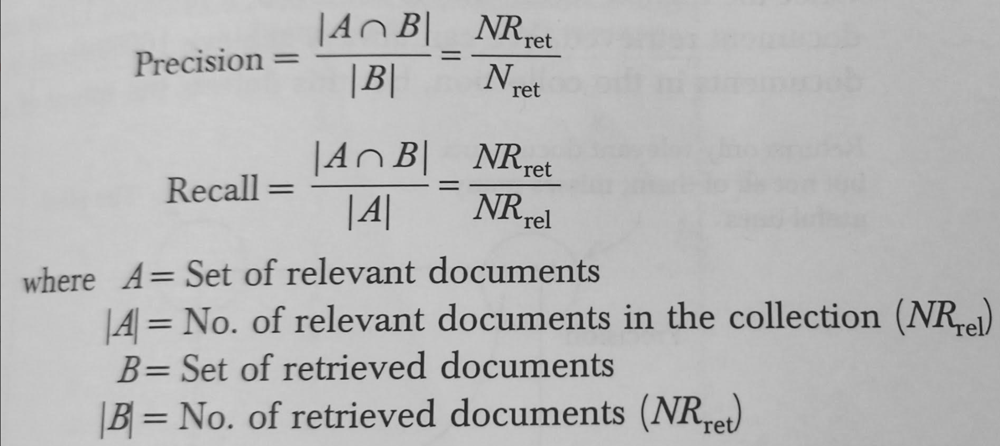 Precision = |A ∩ B| / |B| = NR_ret / N_ret
Recall = |A ∩ B| / |A| = NR_ret / NR_rel
where A = Set of relevant documents
|A| = No. of relevant documents in the collection (NR_rel)
B = Set of retrieved documents
|B| = No. of retrieved documents (NR_ret)